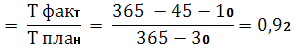 = Т факт / Т план = 365 − 45 − 10 / 365 − 30 = 0,92